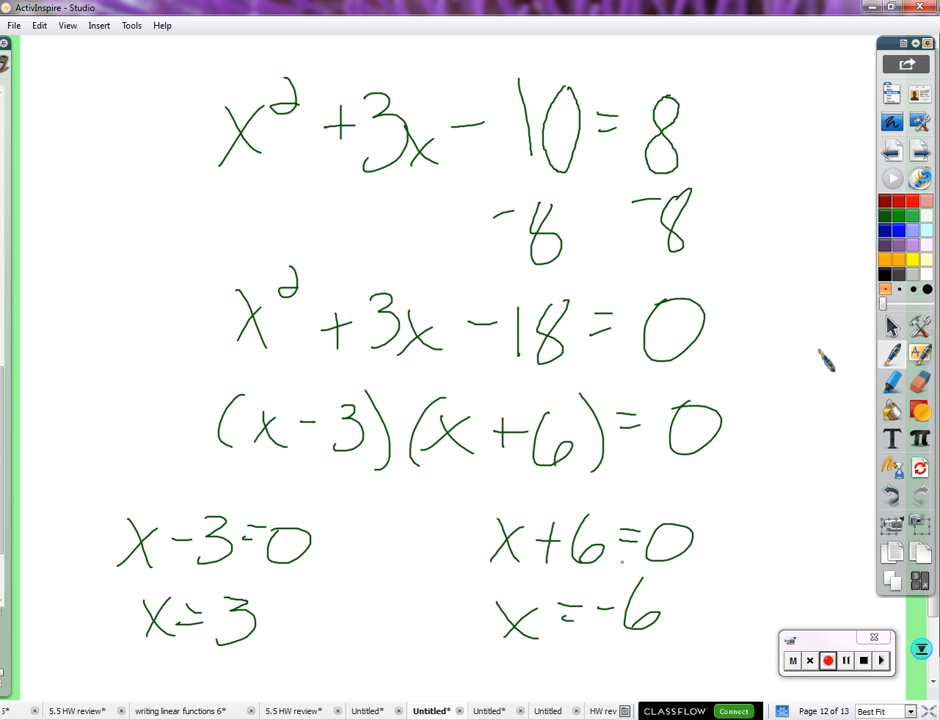 ActivInspire - Studio
File Edit View Insert Tools Help
x² + 3x - 10 = 8
-8 -8
x² + 3x - 18 = 0
(x - 3)(x + 6) = 0
x - 3 = 0 x + 6 = 0
x = 3 x = -6
5* 5.5 HW review* writing linear functions 6* 5.5 HW review* Untitled* Untitled* Untitled* Untitled HW rev CLASSFLOW Connect Page 12 of 13 Best Fit